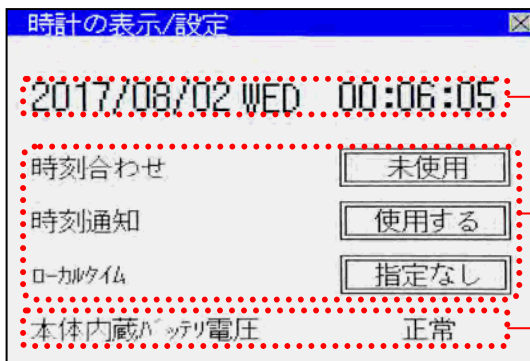 時計の表示/設定
2017/08/02 WED 00:06:05
時刻合わせ 未使用
時刻通知 使用する
ﾛｰｶﾙﾀｲﾑ 指定なし
本体内蔵ﾊﾞｯﾃﾘ電圧 正常